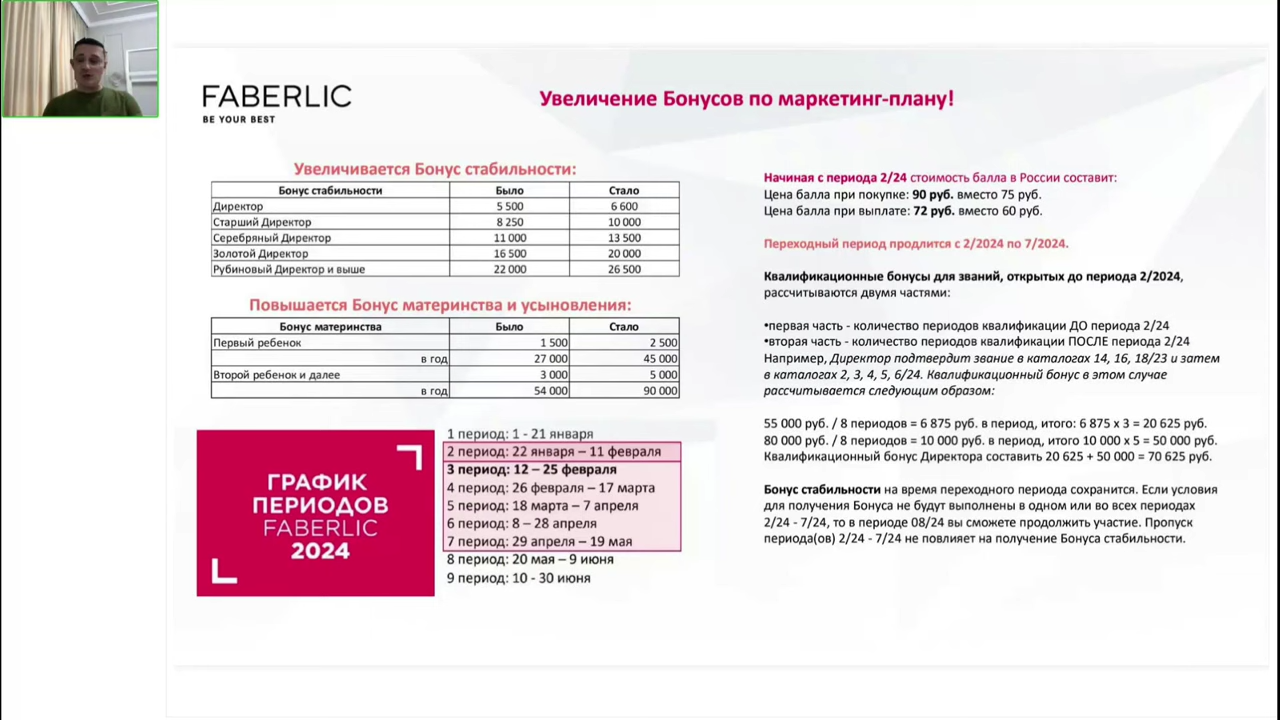 FABERLIC
BE YOUR BEST
Увеличение Бонусов по маркетинг-плану!
Увеличивается Бонус стабильности:
Бонус стабильности Было Стало
Директор 5 500 6 600
Старший Директор 8 250 10 000
Серебряный Директор 11 000 13 500
Золотой Директор 16 500 20 000
Рубиновый Директор и выше 22 000 26 500
Повышается Бонус материнства и усыновления:
Бонус материнства Было Стало
Первый ребенок 1 500 2 500
в год 27 000 45 000
Второй ребенок и далее 3 000 5 000
в год 54 000 90 000
ГРАФИК
ПЕРИОДОВ
FABERLIC
2024
1 период: 1 - 21 января
2 период: 22 января – 11 февраля
3 период: 12 – 25 февраля
4 период: 26 февраля – 17 марта
5 период: 18 марта – 7 апреля
6 период: 8 – 28 апреля
7 период: 29 апреля – 19 мая
8 период: 20 мая – 9 июня
9 период: 10 - 30 июня
Начиная с периода 2/24 стоимость балла в России составит:
Цена балла при покупке: 90 руб. вместо 75 руб.
Цена балла при выплате: 72 руб. вместо 60 руб.
Переходный период продлится с 2/2024 по 7/2024.
Квалификационные бонусы для званий, открытых до периода 2/2024,
рассчитываются двумя частями:
•первая часть - количество периодов квалификации ДО периода 2/24
•вторая часть - количество периодов квалификации ПОСЛЕ периода 2/24
Например, Директор подтвердит звание в каталогах 14, 16, 18/23 и затем
в каталогах 2, 3, 4, 5, 6/24. Квалификационный бонус в этом случае
рассчитывается следующим образом:
55 000 руб. / 8 периодов = 6 875 руб. в период, итого: 6 875 х 3 = 20 625 руб.
80 000 руб. / 8 периодов = 10 000 руб. в период, итого 10 000 х 5 = 50 000 руб.
Квалификационный бонус Директора составить 20 625 + 50 000 = 70 625 руб.
Бонус стабильности на время переходного периода сохранится. Если условия
для получения Бонуса не будут выполнены в одном или во всех периодах
2/24 - 7/24, то в периоде 08/24 вы сможете продолжить участие. Пропуск
периода(ов) 2/24 - 7/24 не повлияет на получение Бонуса стабильности.